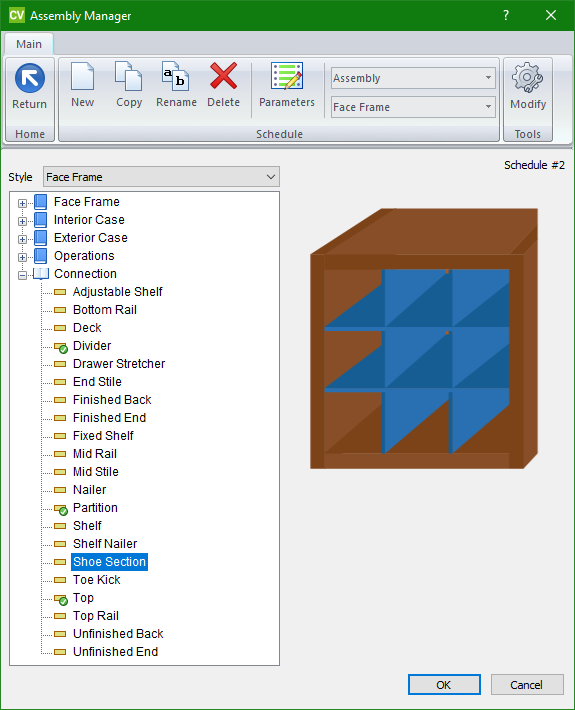 CV Assembly Manager ?
Main
Return
New Copy Rename Delete Parameters
Assembly
Face Frame
Modify
Home Schedule Tools
Schedule #2
Style Face Frame
Face Frame
Interior Case
Exterior Case
Operations
Connection
Adjustable Shelf
Bottom Rail
Deck
Divider
Drawer Stretcher
End Stile
Finished Back
Finished End
Fixed Shelf
Mid Rail
Mid Stile
Nailer
Partition
Shelf
Shelf Nailer
Shoe Section
Toe Kick
Top
Top Rail
Unfinished Back
Unfinished End
OK Cancel